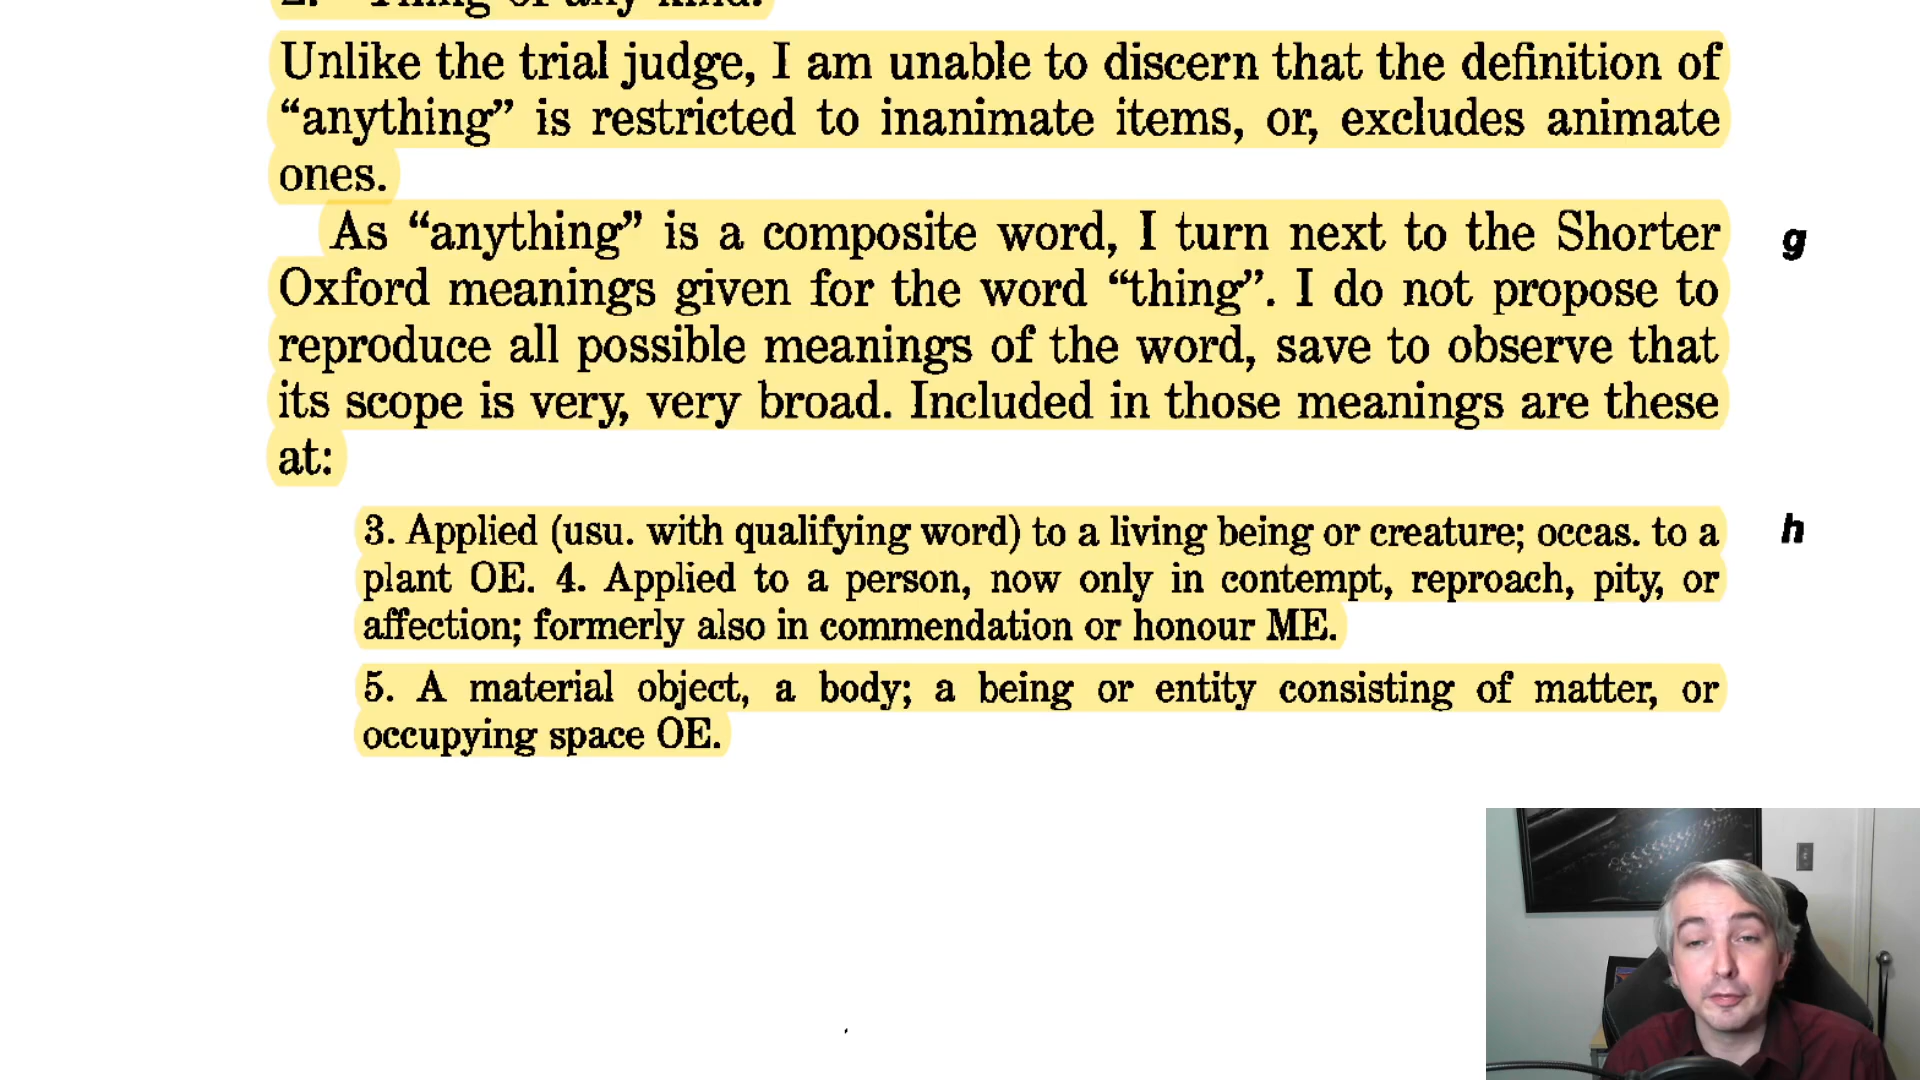 2. Thing of any kind.
Unlike the trial judge, I am unable to discern that the definition of
“anything” is restricted to inanimate items, or, excludes animate
ones.
As “anything” is a composite word, I turn next to the Shorter
g
Oxford meanings given for the word “thing”. I do not propose to
reproduce all possible meanings of the word, save to observe that
its scope is very, very broad. Included in those meanings are these
at:
3. Applied (usu. with qualifying word) to a living being or creature; occas. to a
h
plant OE. 4. Applied to a person, now only in contempt, reproach, pity, or
affection; formerly also in commendation or honour ME.
5. A material object, a body; a being or entity consisting of matter, or
occupying space OE.